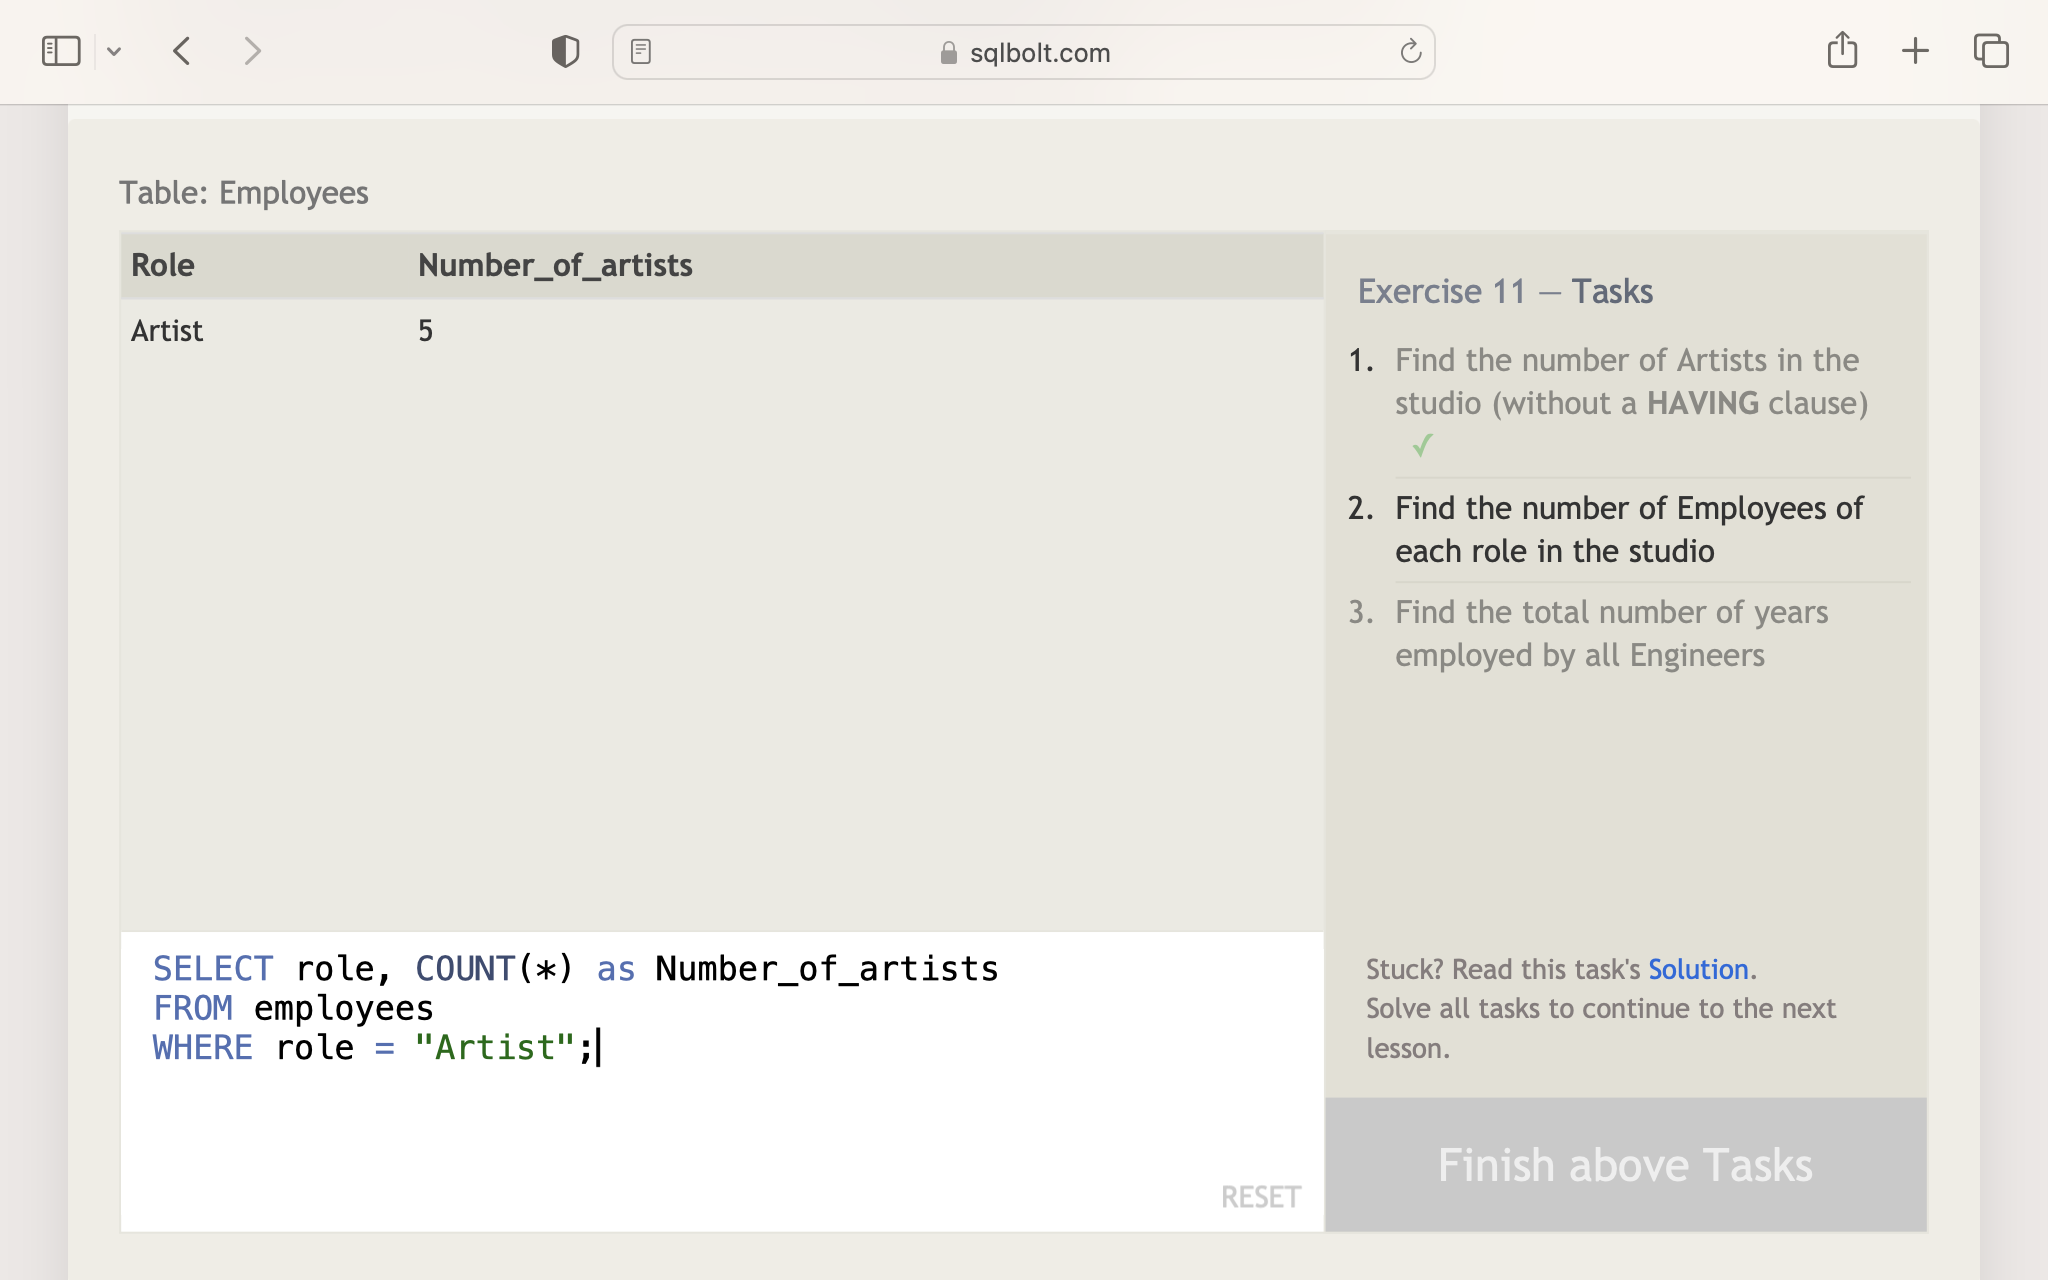 sqlbolt.com
Table: Employees
Role Number_of_artists
Artist 5
Exercise 11 — Tasks
1. Find the number of Artists in the
studio (without a HAVING clause)
✓
2. Find the number of Employees of
each role in the studio
3. Find the total number of years
employed by all Engineers
SELECT role, COUNT(*) as Number_of_artists
FROM employees
WHERE role = "Artist";
RESET
Stuck? Read this task's Solution.
Solve all tasks to continue to the next
lesson.
Finish above Tasks